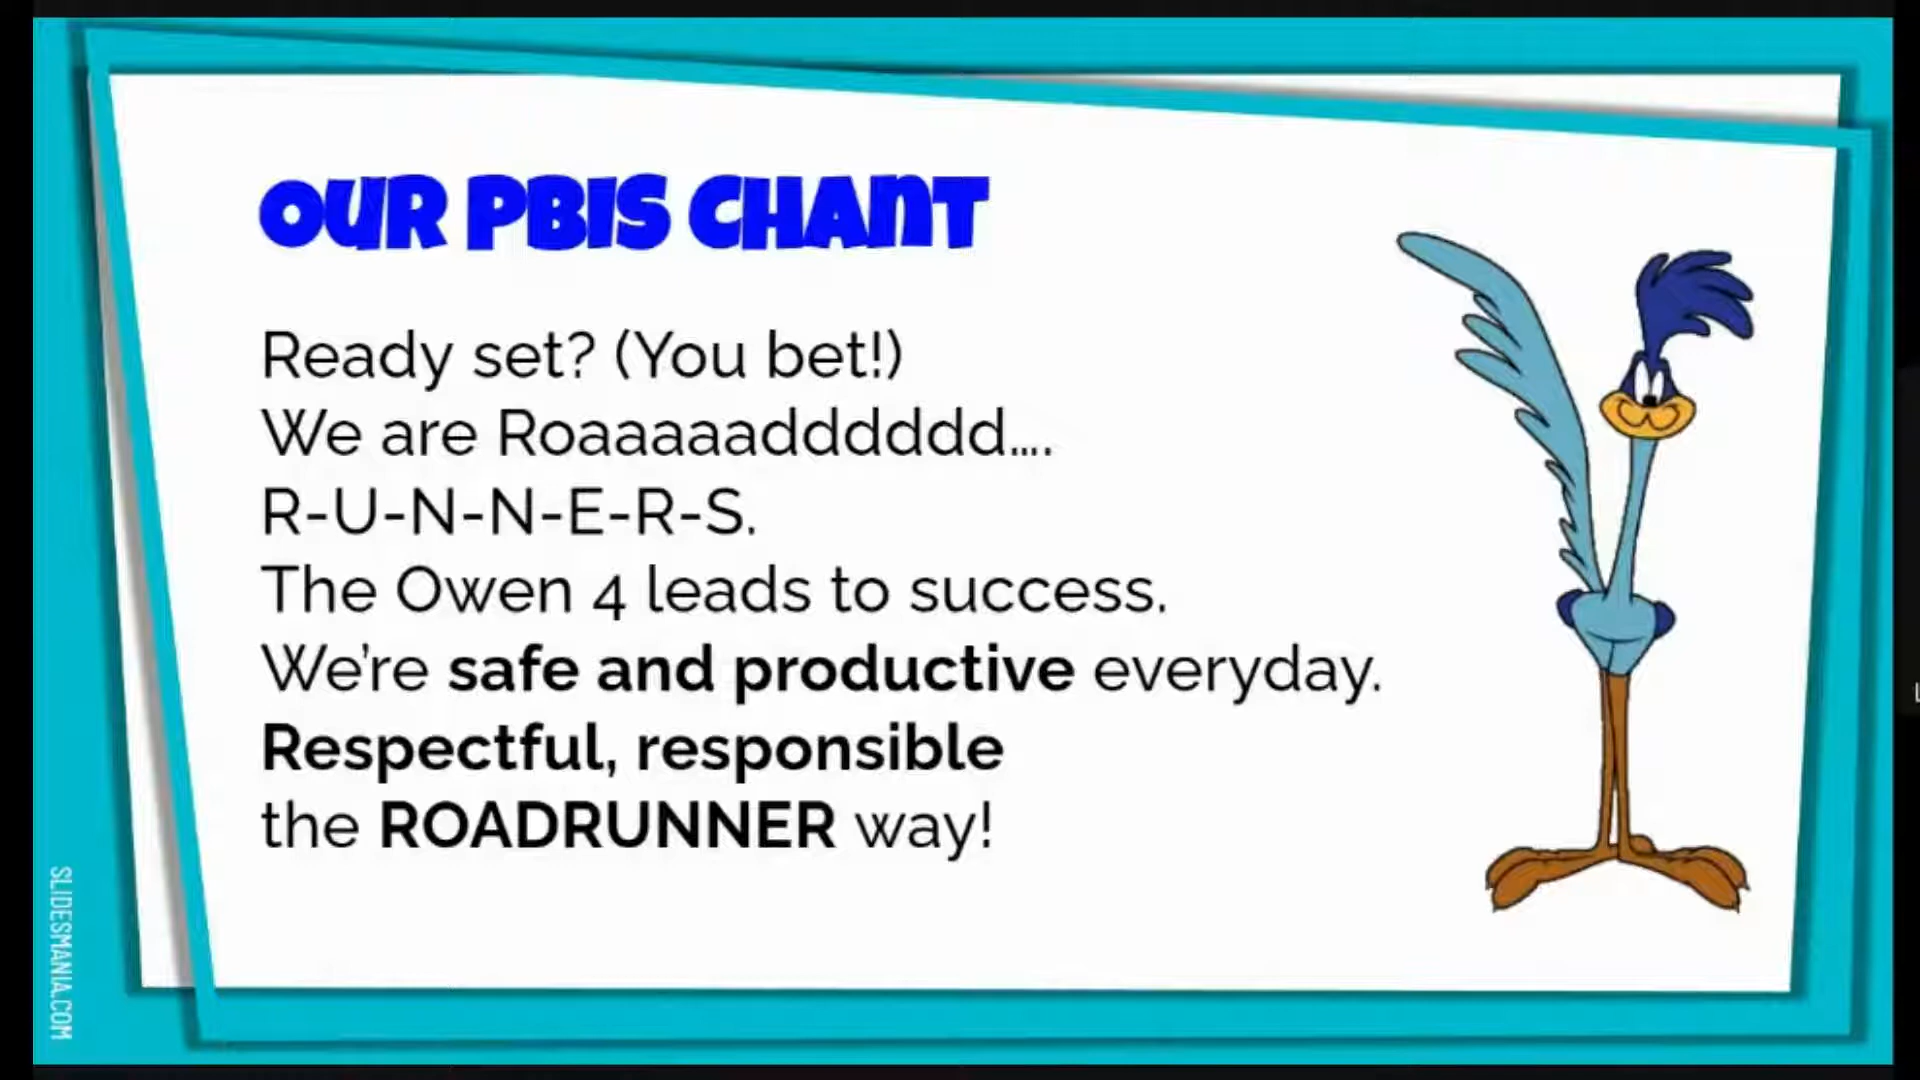 OUR PBIS CHANT
Ready set? (You bet!)
We are Roaaaaadddddd....
R-U-N-N-E-R-S.
The Owen 4 leads to success.
We're safe and productive everyday.
Respectful, responsible
the ROADRUNNER way!
SLIDESMANIA.COM